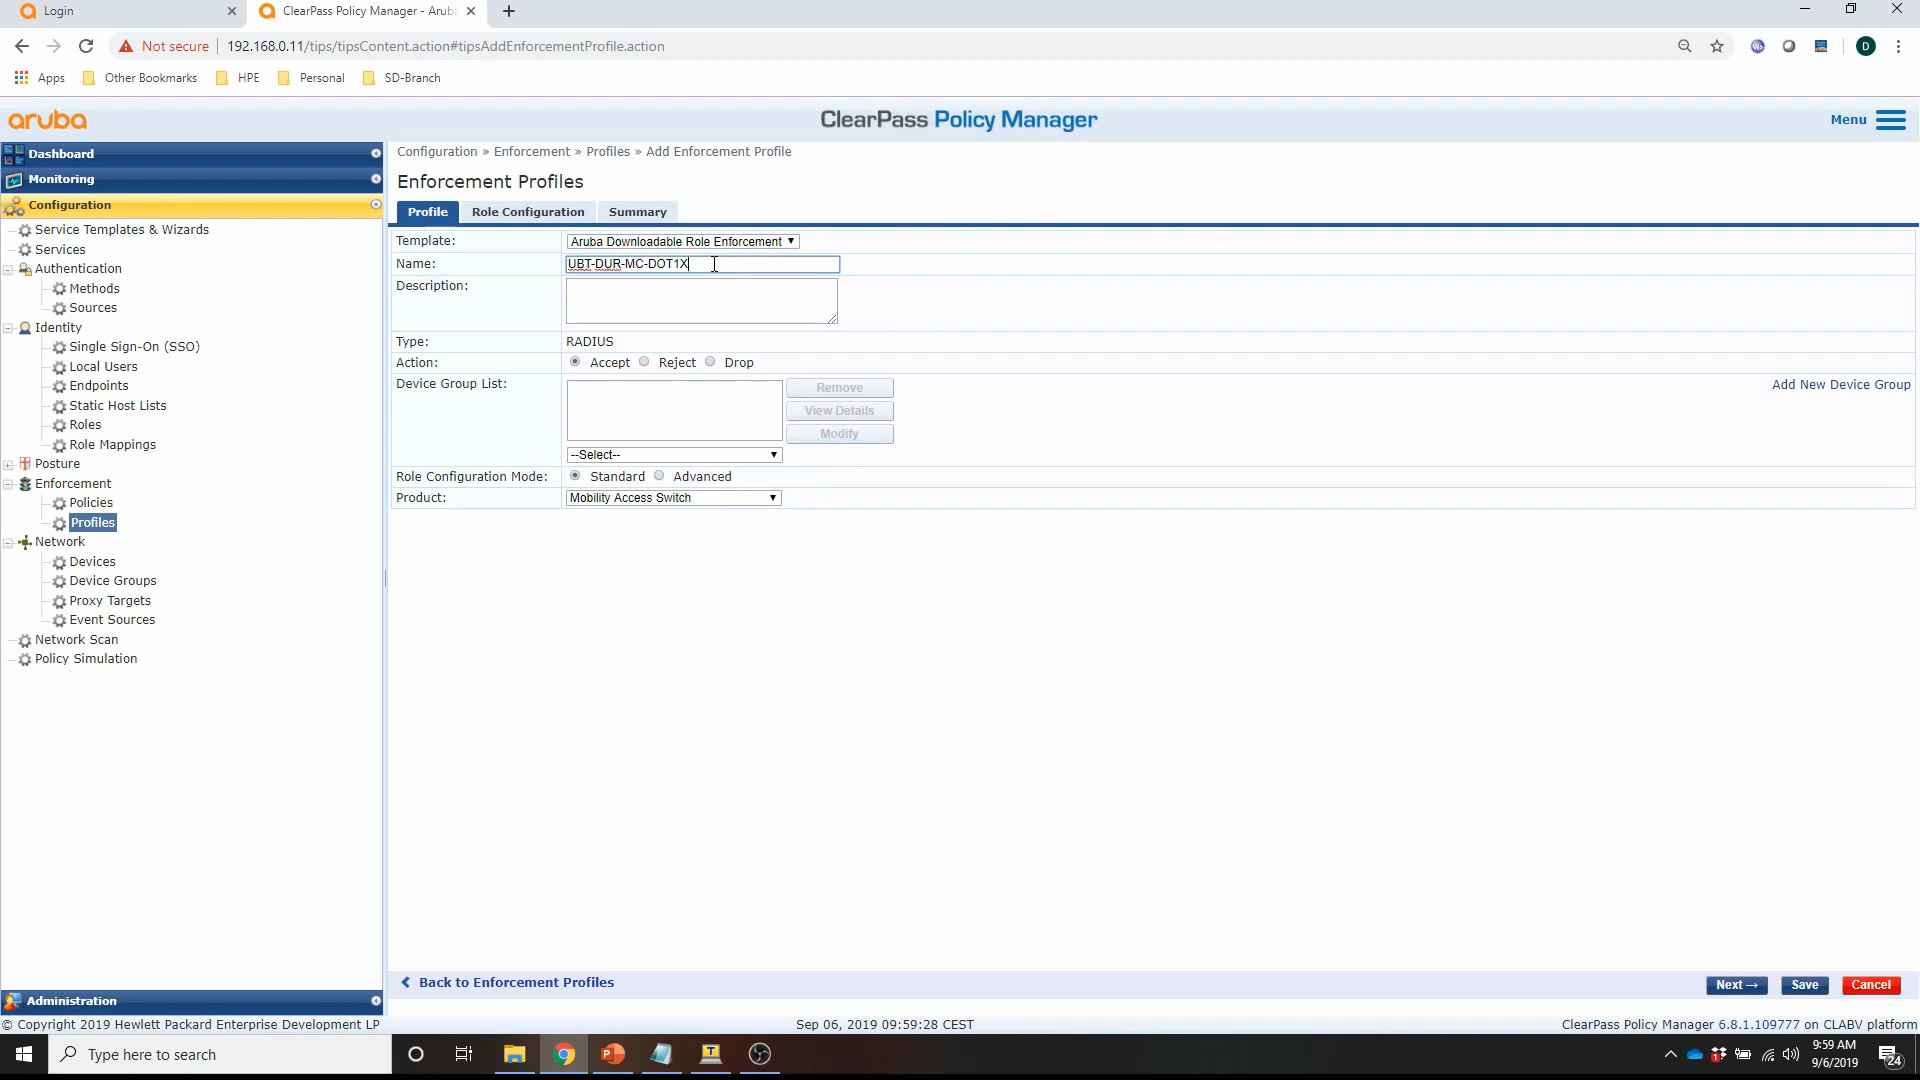 Login
ClearPass Policy Manager - Aruba
Not secure
192.168.0.11/tips/tipsContent.action#tipsAddEnforcementProfile.action
D
Apps
Other Bookmarks
HPE
Personal
SD-Branch
aruba
ClearPass Policy Manager
Menu
Dashboard
Monitoring
Configuration
Service Templates & Wizards
Services
Authentication
Methods
Sources
Identity
Single Sign-On (SSO)
Local Users
Endpoints
Static Host Lists
Roles
Role Mappings
Posture
Enforcement
Policies
Profiles
Network
Devices
Device Groups
Proxy Targets
Event Sources
Network Scan
Policy Simulation
Administration
Configuration » Enforcement » Profiles » Add Enforcement Profile
Enforcement Profiles
Profile Role Configuration Summary
Template: Aruba Downloadable Role Enforcement
Name: UBT-DUR-MC-DOT1X
Description:
Type: RADIUS
Action: Accept Reject Drop
Device Group List:
Remove
View Details
Modify
Add New Device Group
--Select--
Role Configuration Mode: Standard Advanced
Product: Mobility Access Switch
Back to Enforcement Profiles
Next → Save Cancel
© Copyright 2019 Hewlett Packard Enterprise Development LP
Sep 06, 2019 09:59:28 CEST
ClearPass Policy Manager 6.8.1.109777 on CLABV platform
Type here to search
9:59 AM
9/6/2019
24